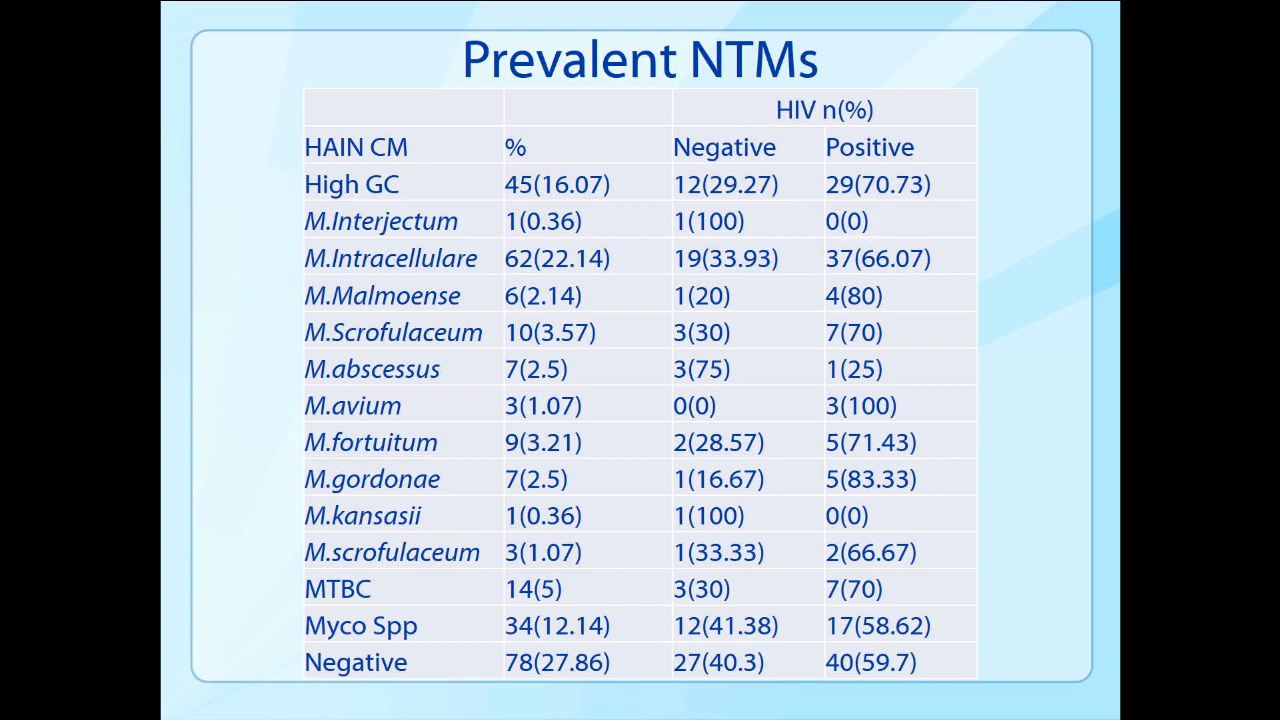 Prevalent NTMs
HIV n(%)
HAIN CM % Negative Positive
High GC 45(16.07) 12(29.27) 29(70.73)
M.Interjectum 1(0.36) 1(100) 0(0)
M.Intracellulare 62(22.14) 19(33.93) 37(66.07)
M.Malmoense 6(2.14) 1(20) 4(80)
M.Scrofulaceum 10(3.57) 3(30) 7(70)
M.abscessus 7(2.5) 3(75) 1(25)
M.avium 3(1.07) 0(0) 3(100)
M.fortuitum 9(3.21) 2(28.57) 5(71.43)
M.gordonae 7(2.5) 1(16.67) 5(83.33)
M.kansasii 1(0.36) 1(100) 0(0)
M.scrofulaceum 3(1.07) 1(33.33) 2(66.67)
MTBC 14(5) 3(30) 7(70)
Myco Spp 34(12.14) 12(41.38) 17(58.62)
Negative 78(27.86) 27(40.3) 40(59.7)